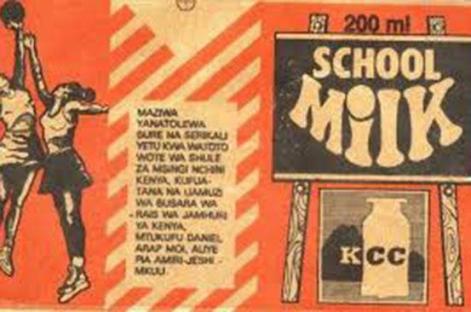 MAZIWA
YANATOLEWA
BURE NA SERIKALI
YETU KWA WATOTO
WOTE WA SHULE
ZA MSINGI NCHINI
KENYA, KUFUA-
TANA NA UAMUZI
WA BUSARA WA
RAIS WA JAMHURI
YA KENYA,
MTUKUFU DANIEL
ARAP MOI, ALIYE
PIA AMIRI-JESHI
MKUU
200 ml
SCHOOL
MilK
KCC